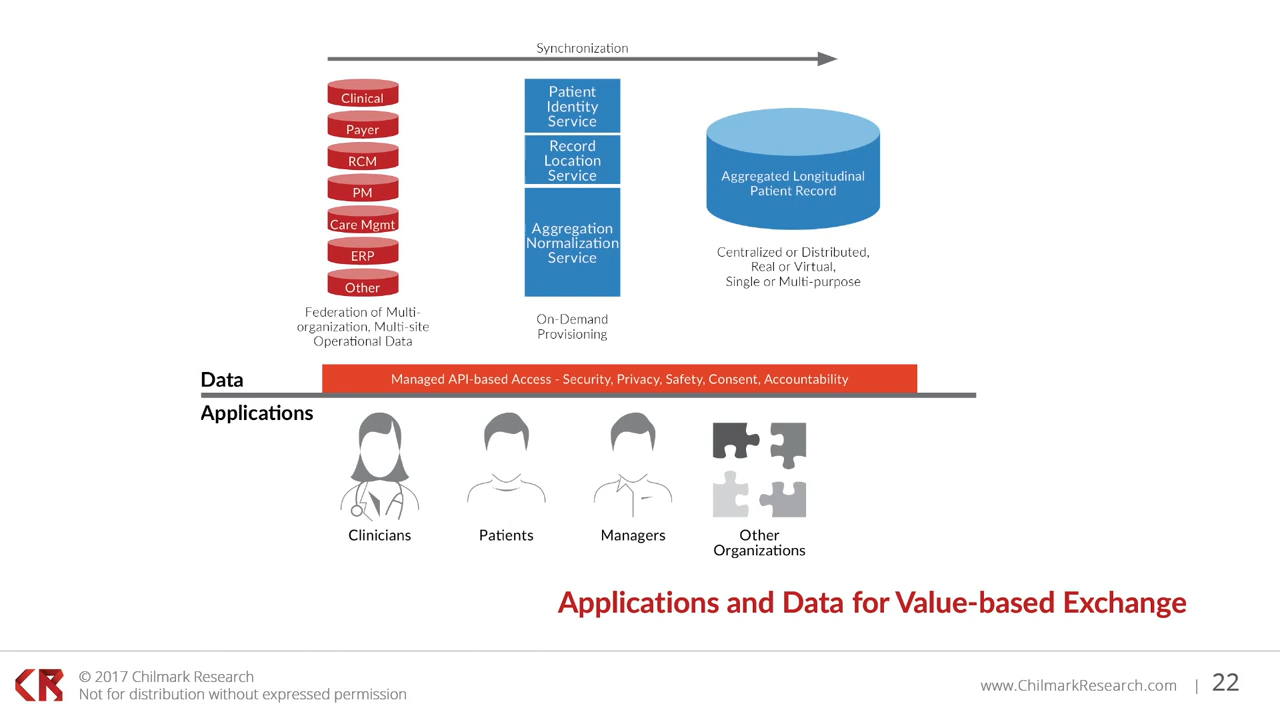 Synchronization
Clinical
Payer
RCM
PM
Care Mgmt
ERP
Other
Federation of Multi-
organization, Multi-site
Operational Data
Patient
Identity
Service
Record
Location
Service
Aggregation
Normalization
Service
On-Demand
Provisioning
Aggregated Longitudinal
Patient Record
Centralized or Distributed,
Real or Virtual,
Single or Multi-purpose
Data
Managed API-based Access - Security, Privacy, Safety, Consent, Accountability
Applications
Clinicians
Patients
Managers
Other
Organizations
Applications and Data for Value-based Exchange
CR
© 2017 Chilmark Research
Not for distribution without expressed permission
www.ChilmarkResearch.com | 22